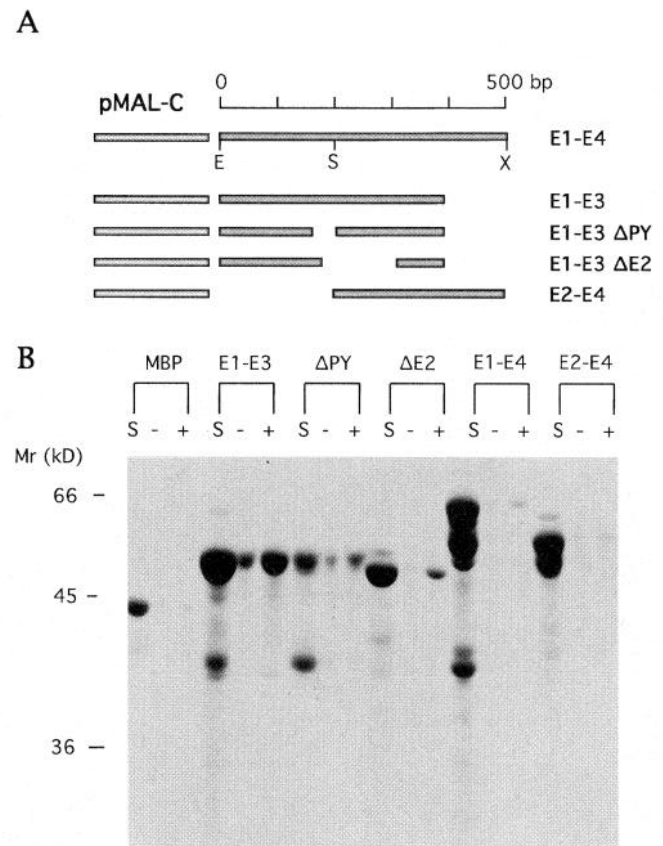 A
0 500 bp
pMAL-C
E1-E4
E S X
E1-E3
E1-E3 ΔPY
E1-E3 ΔE2
E2-E4
B
MBP E1-E3 ΔPY ΔE2 E1-E4 E2-E4
S - + S - + S - + S - + S - + S - +
Mr (kD)
66 –
45 –
36 –